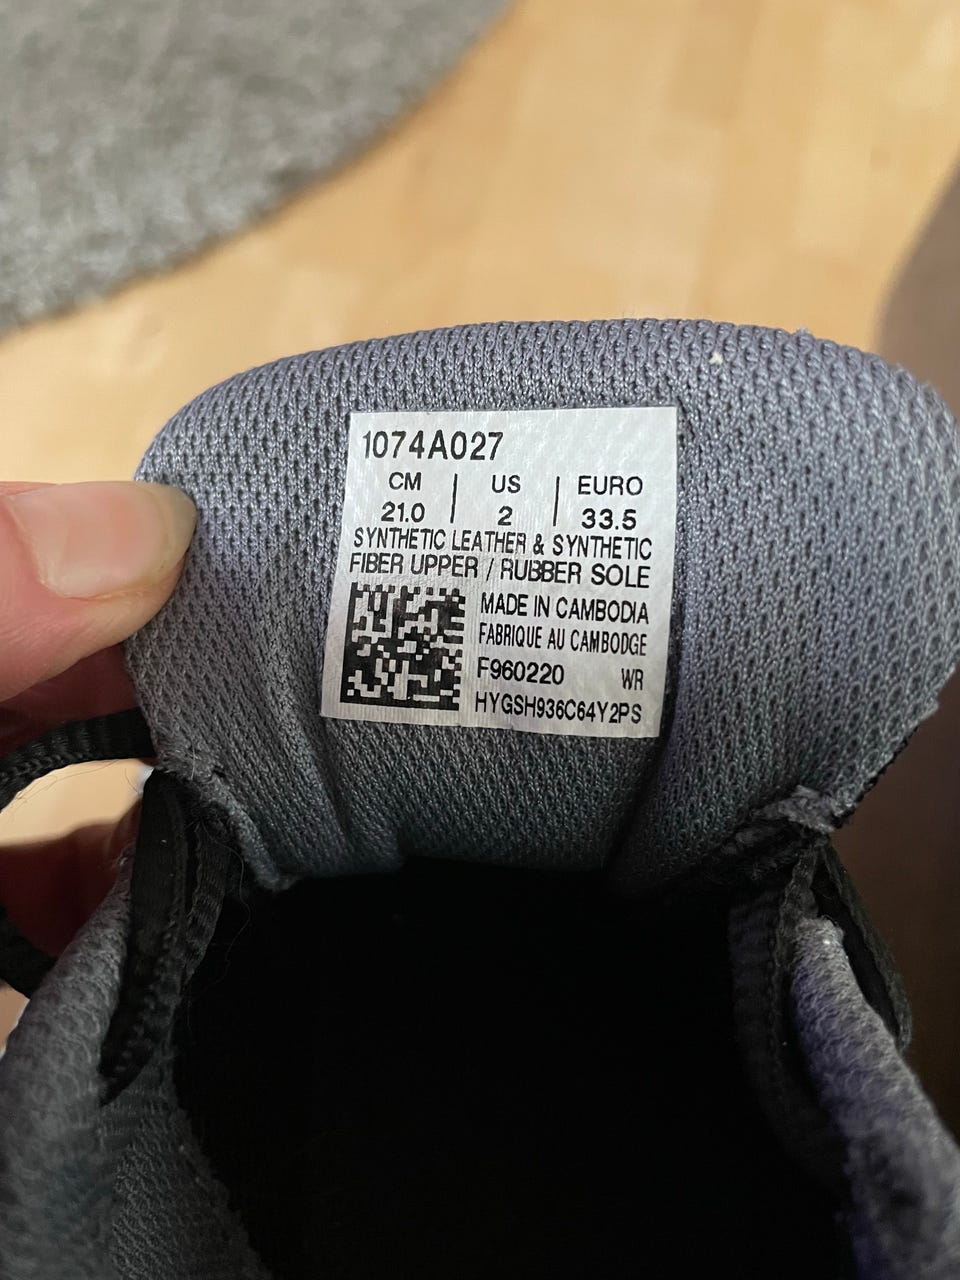 1074A027
CM | US | EURO
21.0 | 2 | 33.5
SYNTHETIC LEATHER & SYNTHETIC
FIBER UPPER / RUBBER SOLE
MADE IN CAMBODIA
FABRIQUE AU CAMBODGE
F960220 WR
HYGSH936C64Y2PS